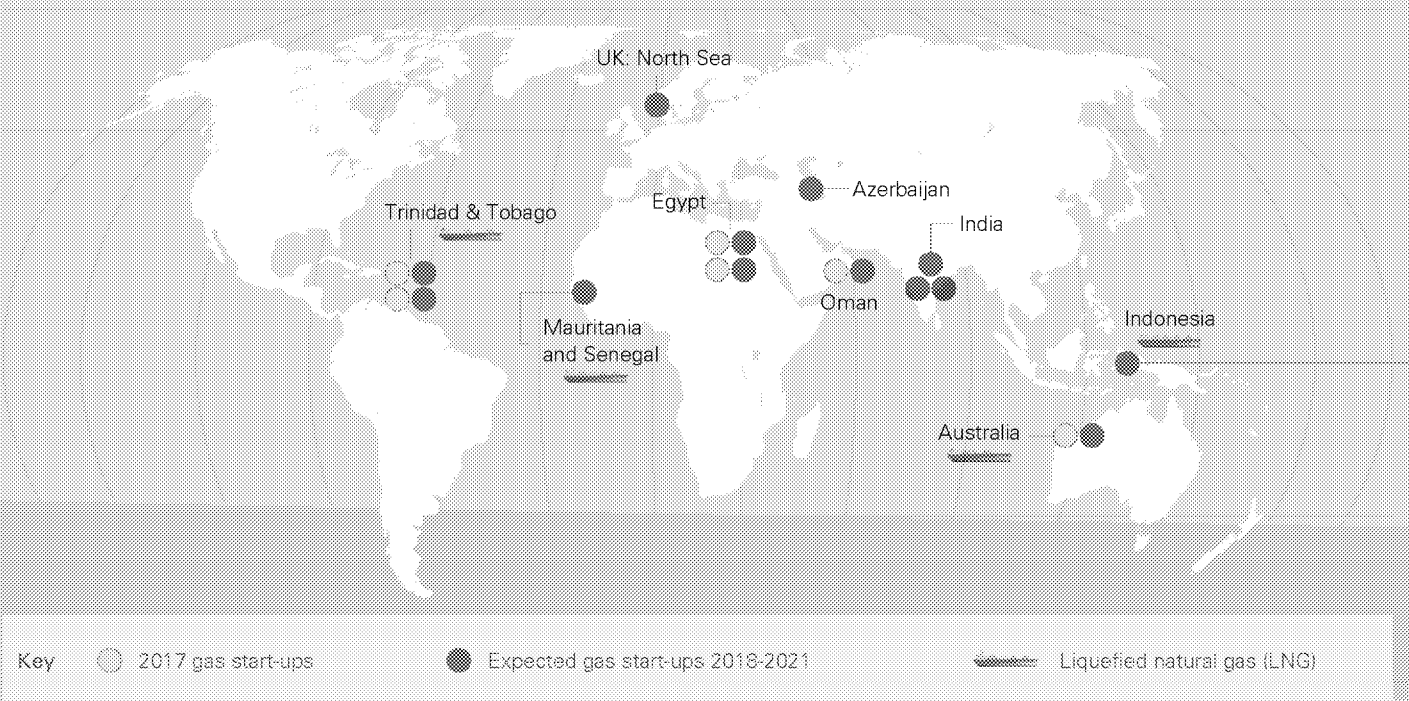 UK: North Sea
Azerbaijan
Egypt
Trinidad & Tobago
India
Oman
Mauritania
and Senegal
Indonesia
Australia
Key
2017 gas start-ups
Expected gas start-ups 2018-2021
Liquefied natural gas (LNG)